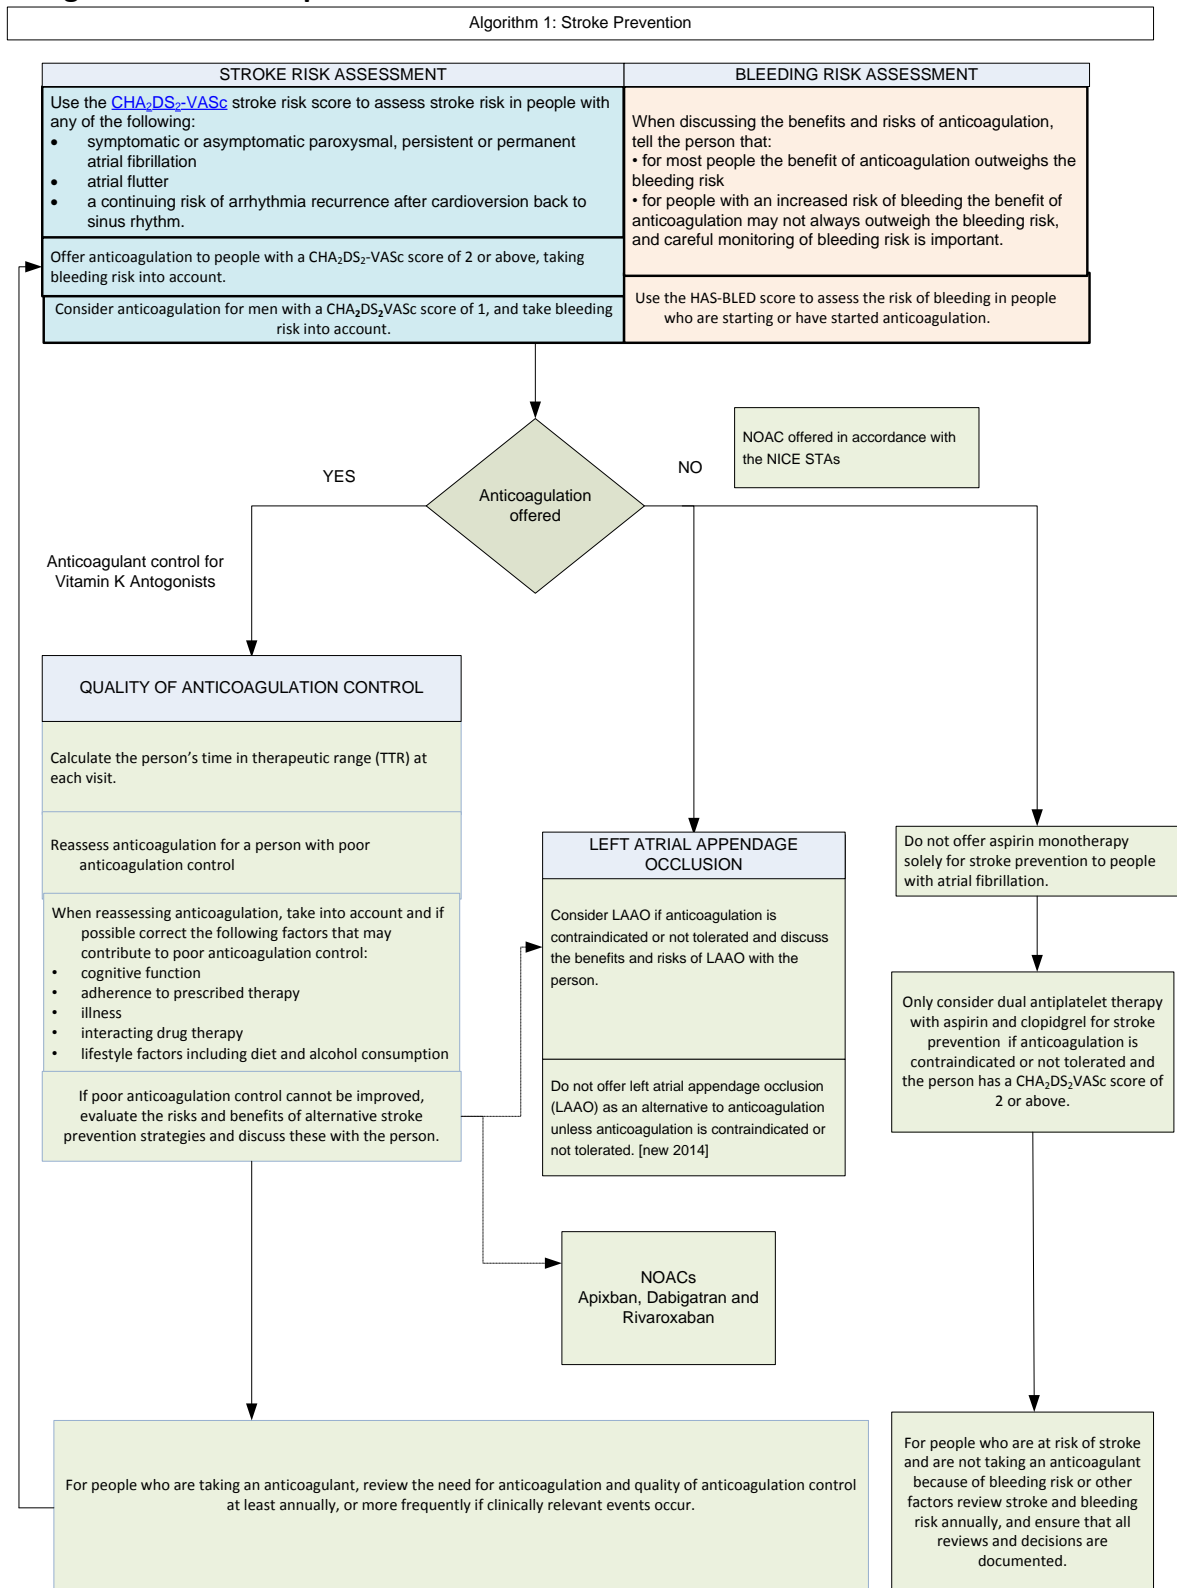 Algorithm 1: Stroke Prevention
STROKE RISK ASSESSMENT
Use the CHA₂DS₂-VASc stroke risk score to assess stroke risk in people with
any of the following:
• symptomatic or asymptomatic paroxysmal, persistent or permanent
atrial fibrillation
• atrial flutter
• a continuing risk of arrhythmia recurrence after cardioversion back to
sinus rhythm.
Offer anticoagulation to people with a CHA₂DS₂-VASc score of 2 or above, taking
bleeding risk into account.
Consider anticoagulation for men with a CHA₂DS₂VASc score of 1, and take bleeding
risk into account.
BLEEDING RISK ASSESSMENT
When discussing the benefits and risks of anticoagulation,
tell the person that:
• for most people the benefit of anticoagulation outweighs the
bleeding risk
• for people with an increased risk of bleeding the benefit of
anticoagulation may not always outweigh the bleeding risk,
and careful monitoring of bleeding risk is important.
Use the HAS-BLED score to assess the risk of bleeding in people
who are starting or have started anticoagulation.
NOAC offered in accordance with
the NICE STAs
YES
NO
Anticoagulation
offered
Anticoagulant control for
Vitamin K Antogonists
QUALITY OF ANTICOAGULATION CONTROL
Calculate the person's time in therapeutic range (TTR) at
each visit.
Reassess anticoagulation for a person with poor
anticoagulation control
When reassessing anticoagulation, take into account and if
possible correct the following factors that may
contribute to poor anticoagulation control:
• cognitive function
• adherence to prescribed therapy
• illness
• interacting drug therapy
• lifestyle factors including diet and alcohol consumption
If poor anticoagulation control cannot be improved,
evaluate the risks and benefits of alternative stroke
prevention strategies and discuss these with the person.
LEFT ATRIAL APPENDAGE
OCCLUSION
Consider LAAO if anticoagulation is
contraindicated or not tolerated and discuss
the benefits and risks of LAAO with the
person.
Do not offer left atrial appendage occlusion
(LAAO) as an alternative to anticoagulation
unless anticoagulation is contraindicated or
not tolerated. [new 2014]
NOACs
Apixban, Dabigatran and
Rivaroxaban
Do not offer aspirin monotherapy
solely for stroke prevention to people
with atrial fibrillation.
Only consider dual antiplatelet therapy
with aspirin and clopidgrel for stroke
prevention if anticoagulation is
contraindicated or not tolerated and
the person has a CHA₂DS₂VASc score of
2 or above.
For people who are taking an anticoagulant, review the need for anticoagulation and quality of anticoagulation control
at least annually, or more frequently if clinically relevant events occur.
For people who are at risk of stroke
and are not taking an anticoagulant
because of bleeding risk or other
factors review stroke and bleeding
risk annually, and ensure that all
reviews and decisions are
documented.